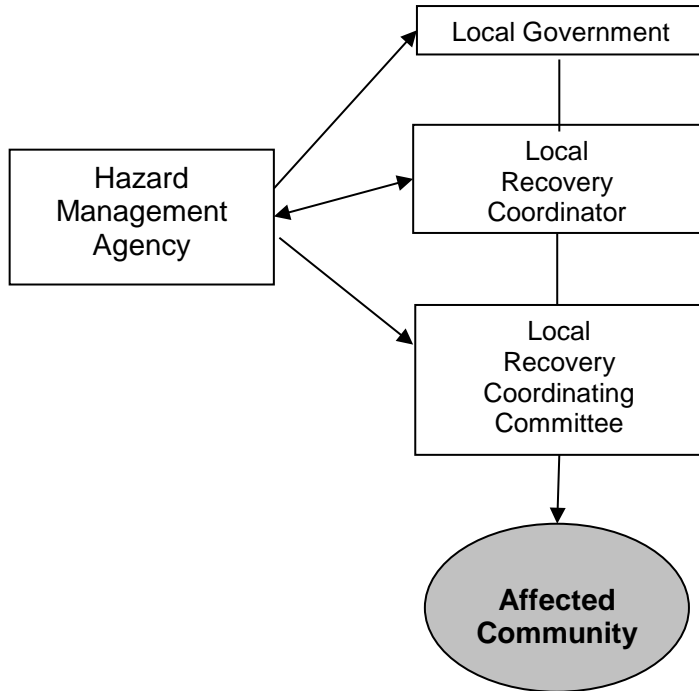 Local Government
Hazard
Management
Agency
Local
Recovery
Coordinator
Local
Recovery
Coordinating
Committee
Affected
Community